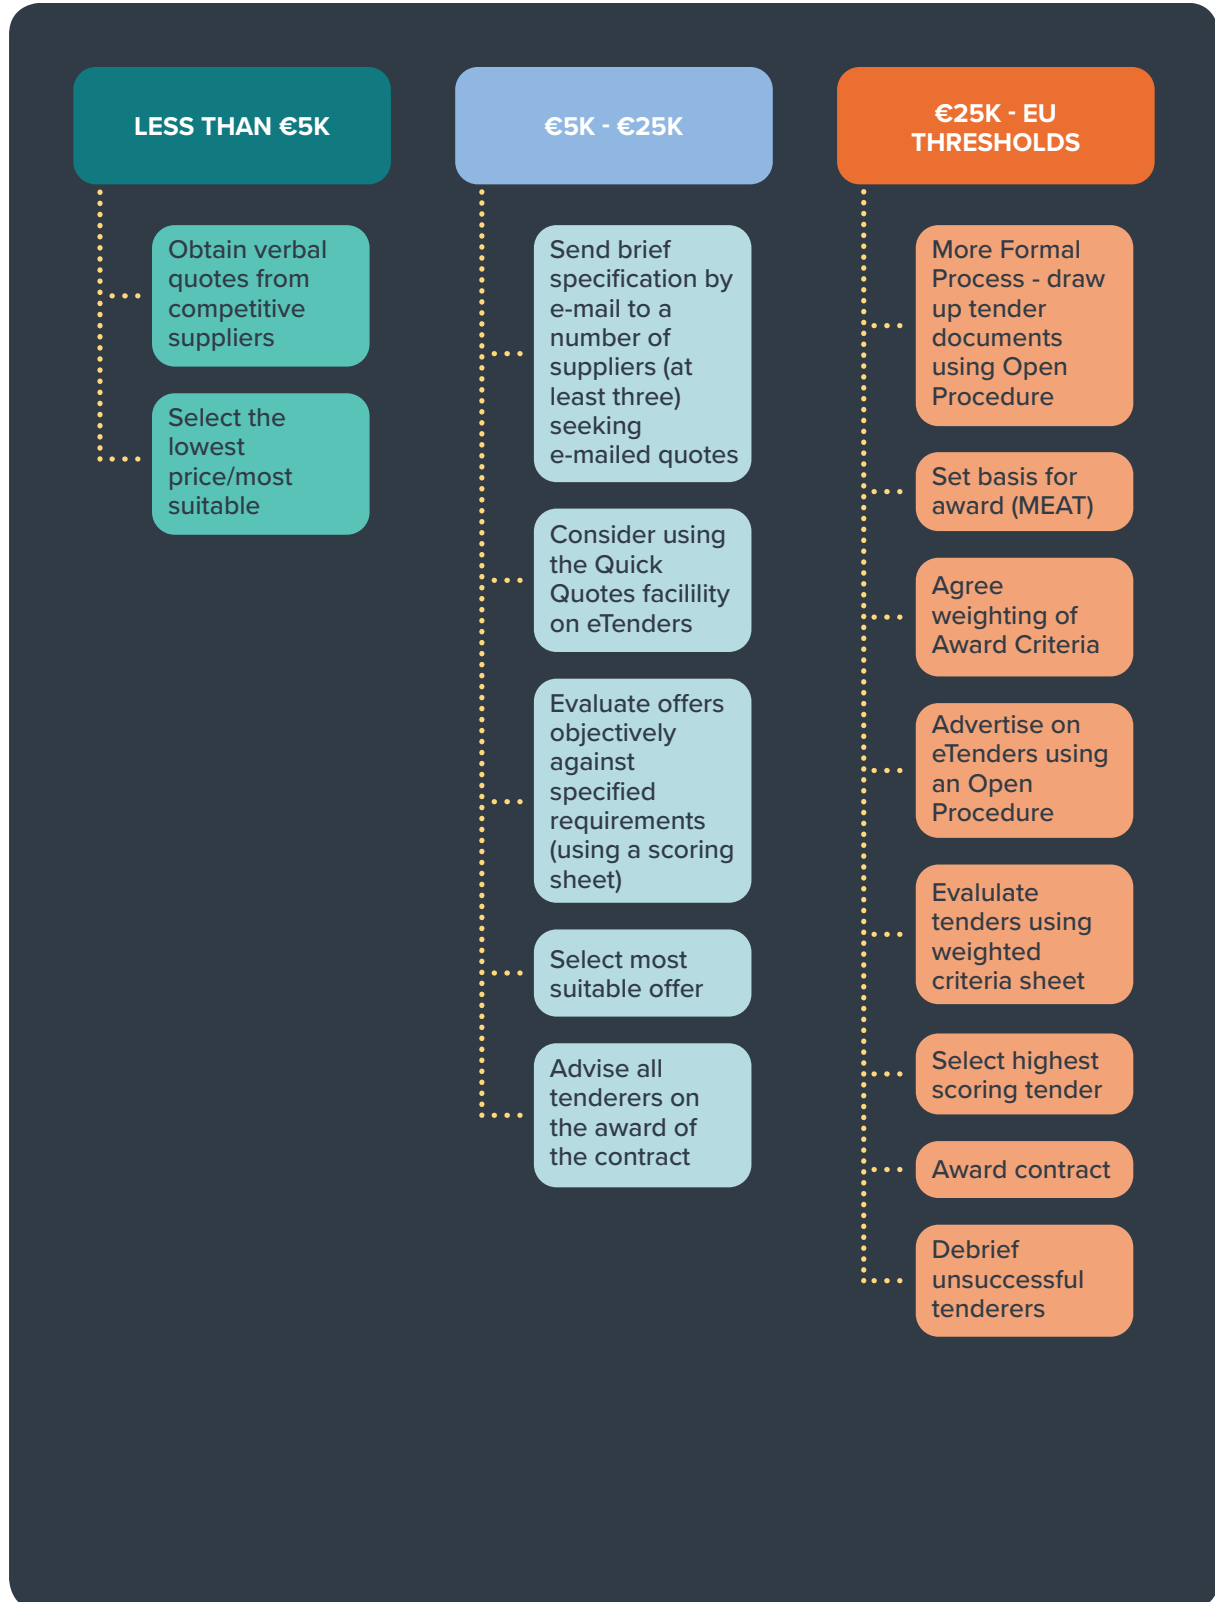 LESS THAN €5K
Obtain verbal
quotes from
competitive
suppliers
Select the
lowest
price/most
suitable
€5K - €25K
Send brief
specification by
e-mail to a
number of
suppliers (at
least three)
seeking
e-mailed quotes
Consider using
the Quick
Quotes facilility
on eTenders
Evaluate offers
objectively
against
specified
requirements
(using a scoring
sheet)
Select most
suitable offer
Advise all
tenderers on
the award of
the contract
€25K - EU
THRESHOLDS
More Formal
Process - draw
up tender
documents
using Open
Procedure
Set basis for
award (MEAT)
Agree
weighting of
Award Criteria
Advertise on
eTenders using
an Open
Procedure
Evalulate
tenders using
weighted
criteria sheet
Select highest
scoring tender
Award contract
Debrief
unsuccessful
tenderers